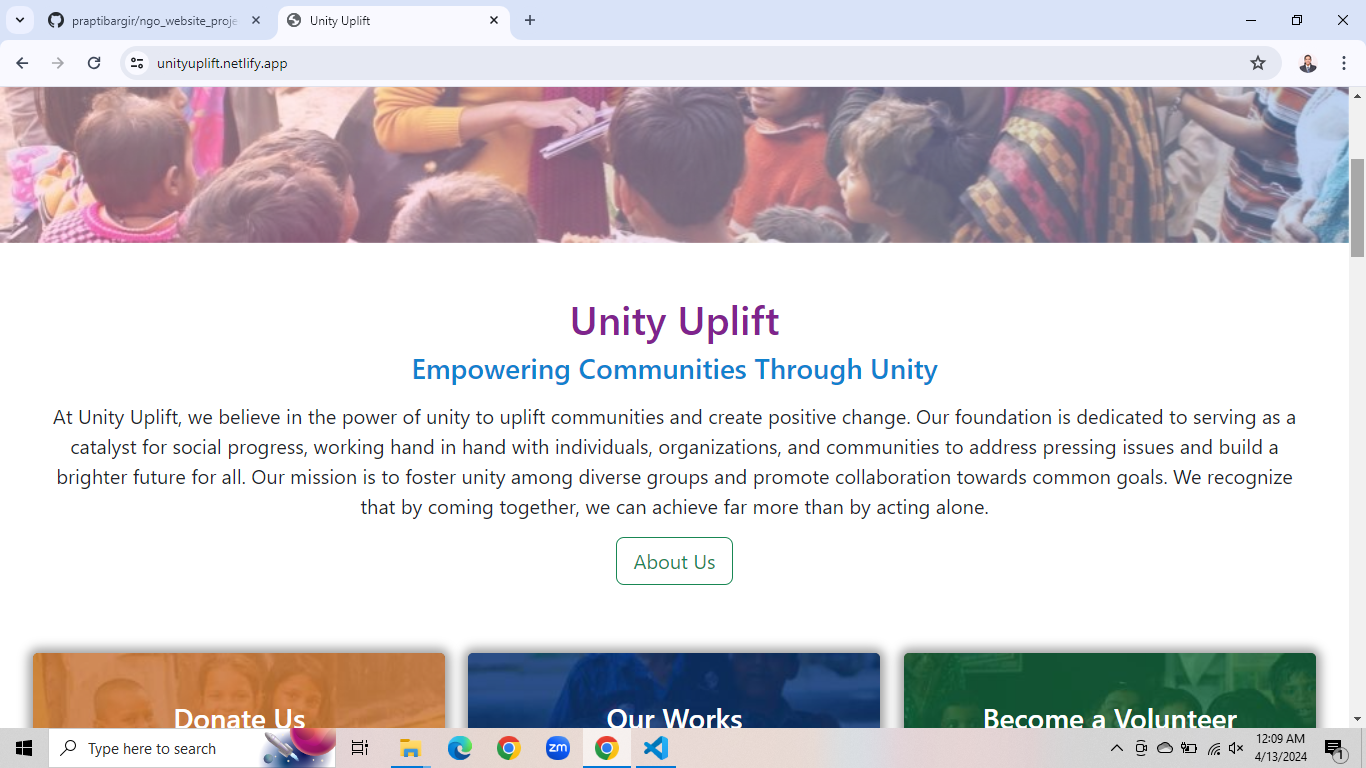 praptibargir/ngo_website_proje
Unity Uplift
unityuplift.netlify.app
Unity Uplift
Empowering Communities Through Unity
At Unity Uplift, we believe in the power of unity to uplift communities and create positive change. Our foundation is dedicated to serving as a
catalyst for social progress, working hand in hand with individuals, organizations, and communities to address pressing issues and build a
brighter future for all. Our mission is to foster unity among diverse groups and promote collaboration towards common goals. We recognize
that by coming together, we can achieve far more than by acting alone.
About Us
Donate Us
Our Works
Become a Volunteer
Type here to search
zm
12:09 AM
4/13/2024
1